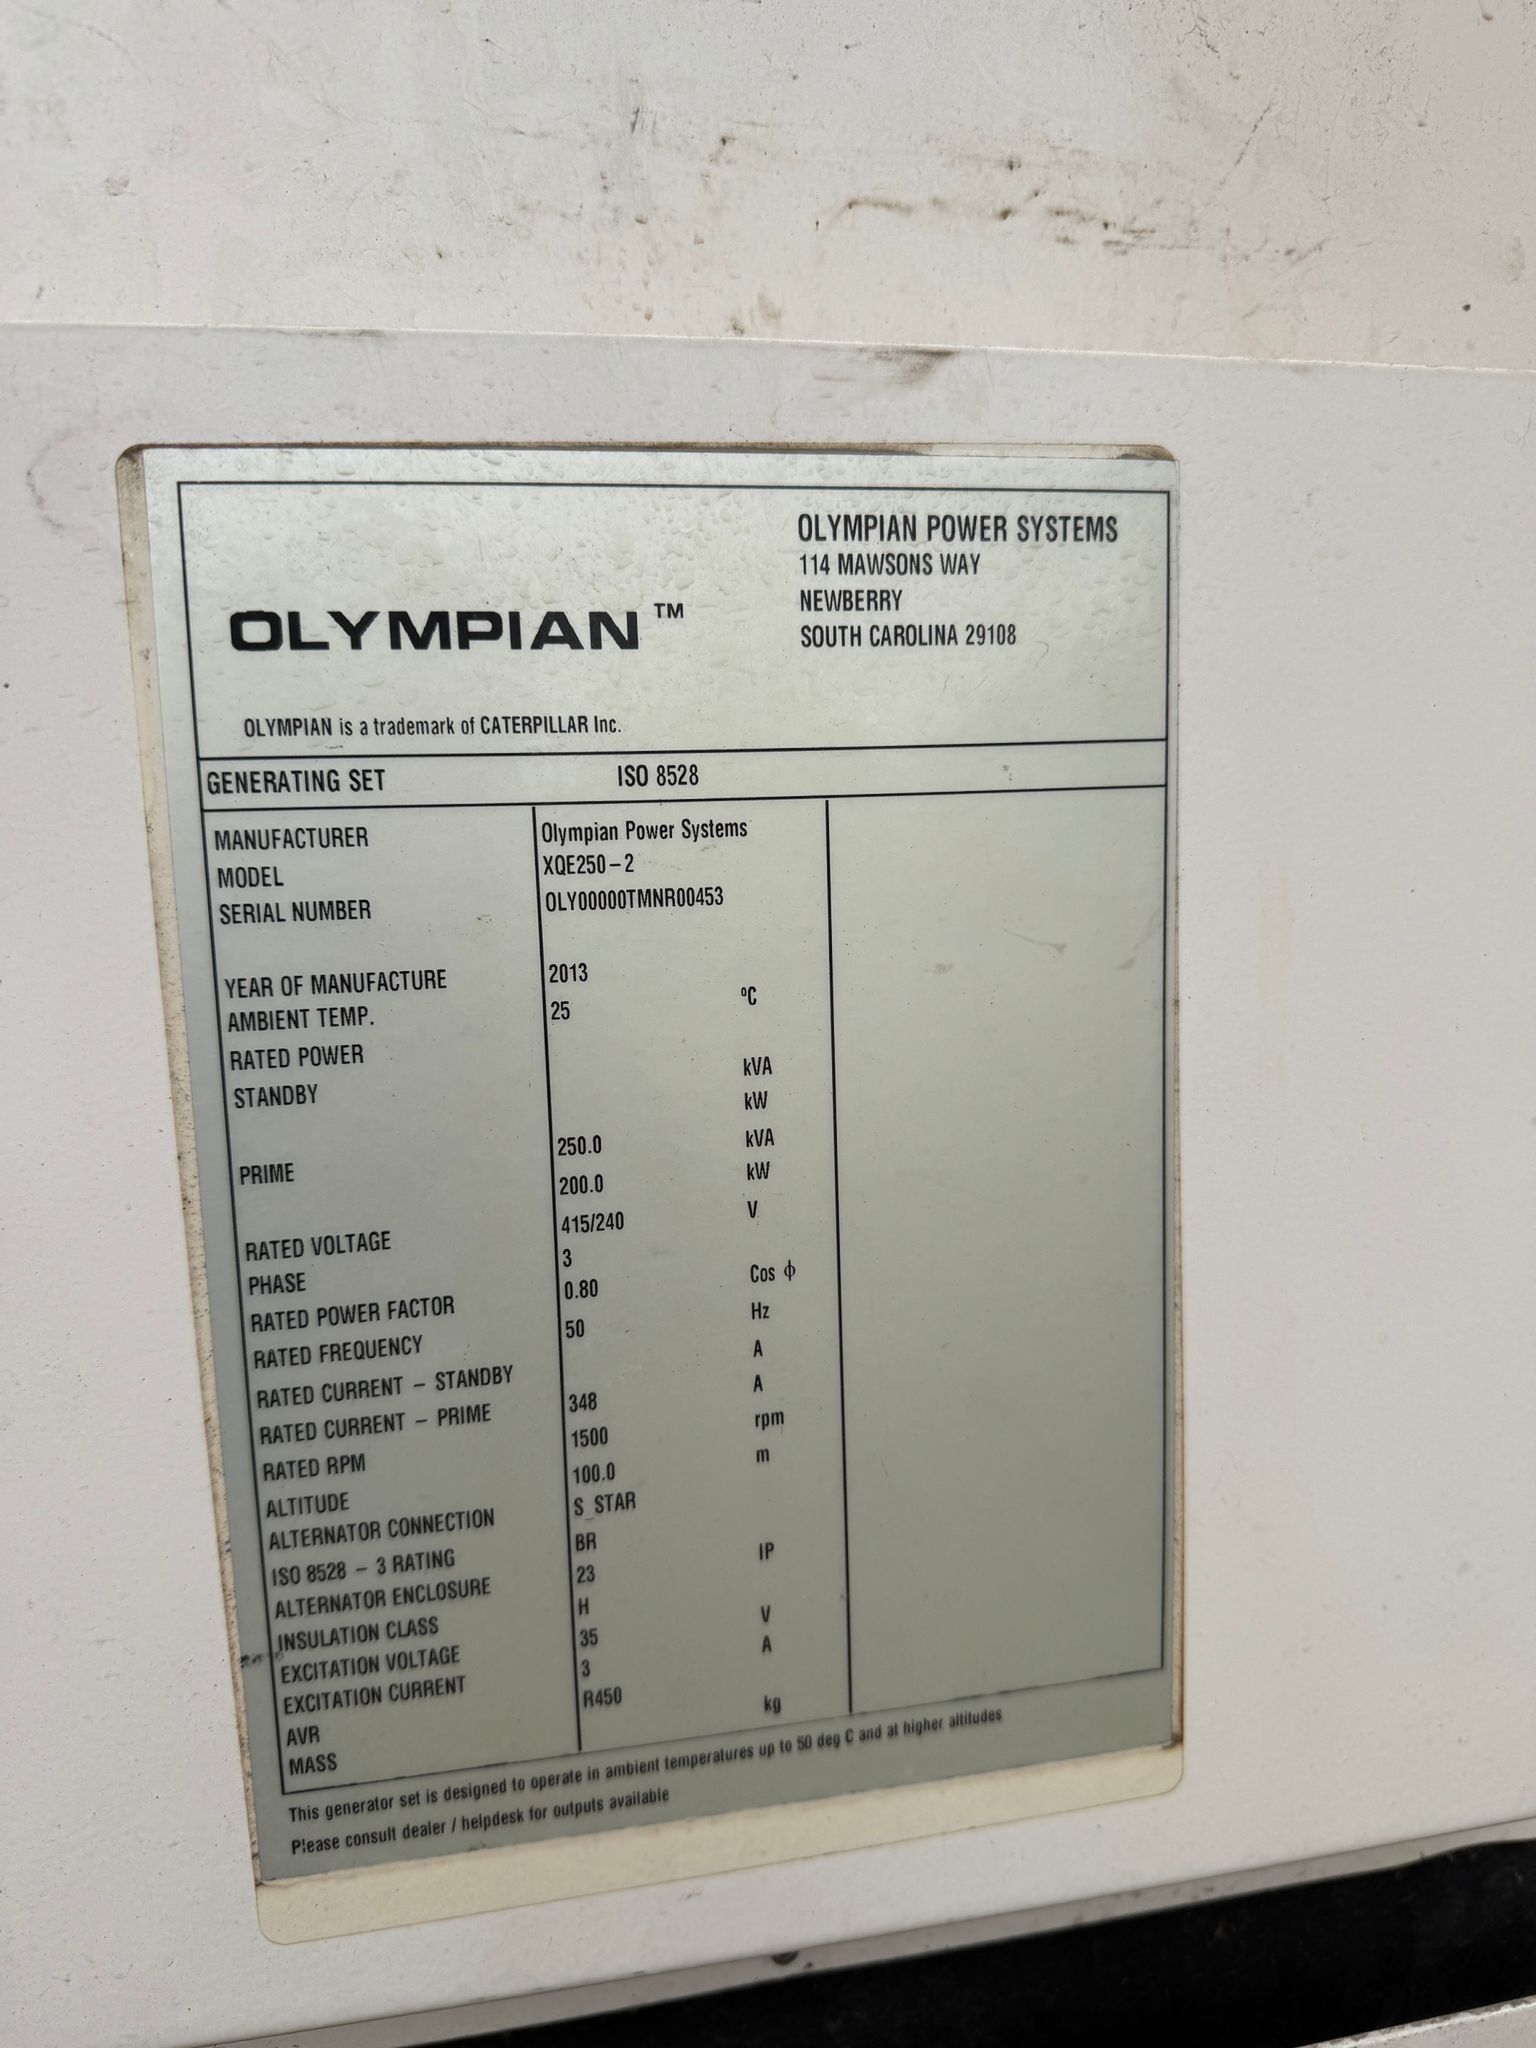 OLYMPIAN POWER SYSTEMS
114 MAWSONS WAY
NEWBERRY
SOUTH CAROLINA 29108
OLYMPIAN™
OLYMPIAN is a trademark of CATERPILLAR Inc.
GENERATING SET ISO 8528
MANUFACTURER Olympian Power Systems
MODEL XQE250-2
SERIAL NUMBER OLY00000TMNR00453
YEAR OF MANUFACTURE 2013
AMBIENT TEMP. 25 °C
RATED POWER
STANDBY kVA
kW
PRIME 250.0 kVA
200.0 kW
RATED VOLTAGE 415/240 V
PHASE 3
RATED POWER FACTOR 0.80 Cos ϕ
RATED FREQUENCY 50 Hz
RATED CURRENT - STANDBY A
RATED CURRENT - PRIME 348 A
RATED RPM 1500 rpm
ALTITUDE 100.0 m
ALTERNATOR CONNECTION S_STAR
ISO 8528 - 3 RATING BR
ALTERNATOR ENCLOSURE 23 IP
INSULATION CLASS H
EXCITATION VOLTAGE 35 V
EXCITATION CURRENT 3 A
AVR R450
MASS kg
This generator set is designed to operate in ambient temperatures up to 50 deg C and at higher altitudes
Please consult dealer / helpdesk for outputs available